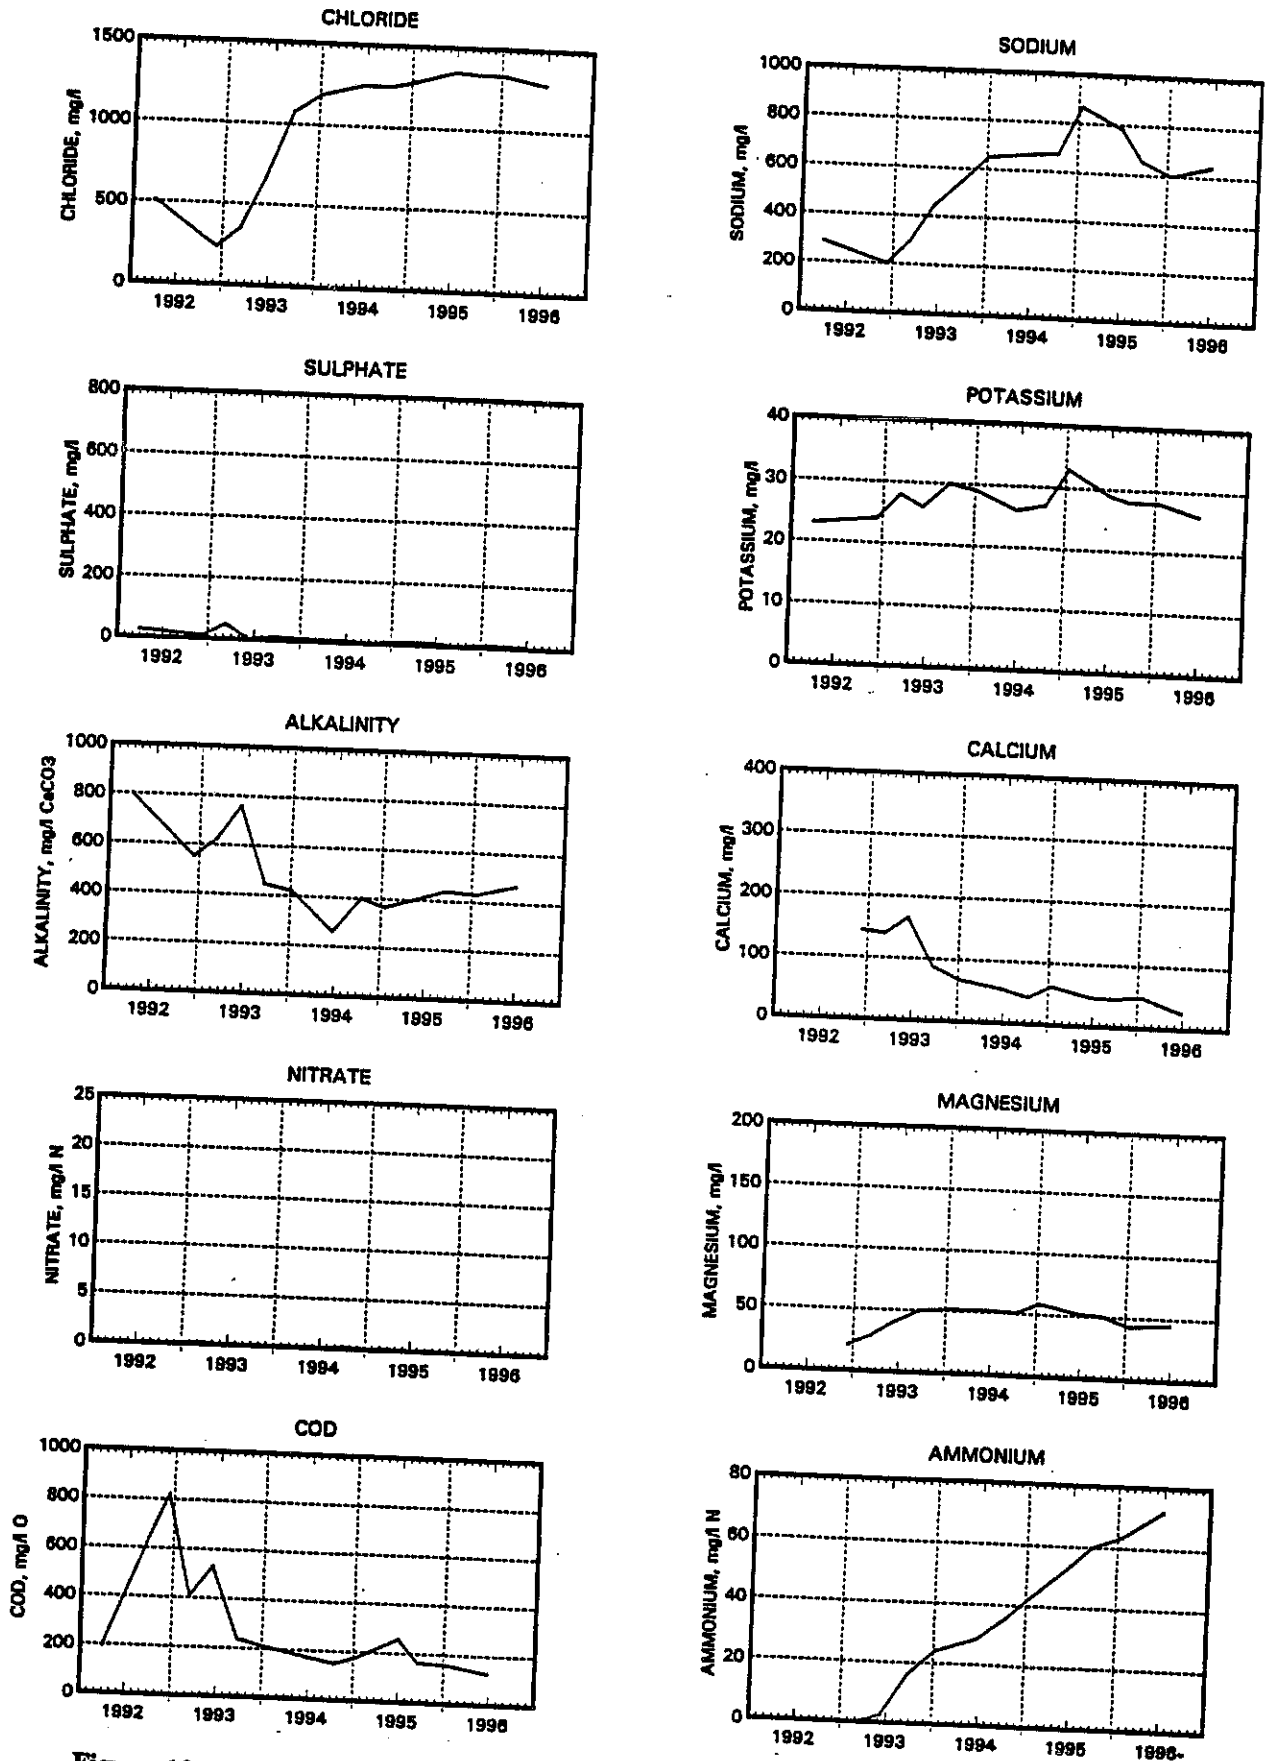 CHLORIDE
CHLORIDE, mg/l
1500
1000
500
0
1992 1993 1994 1995 1996
SODIUM
SODIUM, mg/l
1000
800
600
400
200
0
1992 1993 1994 1995 1996
SULPHATE
SULPHATE, mg/l
800
600
400
200
0
1992 1993 1994 1995 1996
POTASSIUM
POTASSIUM, mg/l
40
30
20
10
0
1992 1993 1994 1995 1996
ALKALINITY
ALKALINITY, mg/l CaCO3
1000
800
600
400
200
0
1992 1993 1994 1995 1996
CALCIUM
CALCIUM, mg/l
400
300
200
100
0
1992 1993 1994 1995 1996
NITRATE
NITRATE, mg/l N
25
20
15
10
5
0
1992 1993 1994 1995 1996
MAGNESIUM
MAGNESIUM, mg/l
200
150
100
50
0
1992 1993 1994 1995 1996
COD
COD, mg/l O
1000
800
600
400
200
0
1992 1993 1994 1995 1996
AMMONIUM
AMMONIUM, mg/l N
80
60
40
20
0
1992 1993 1994 1995 1996